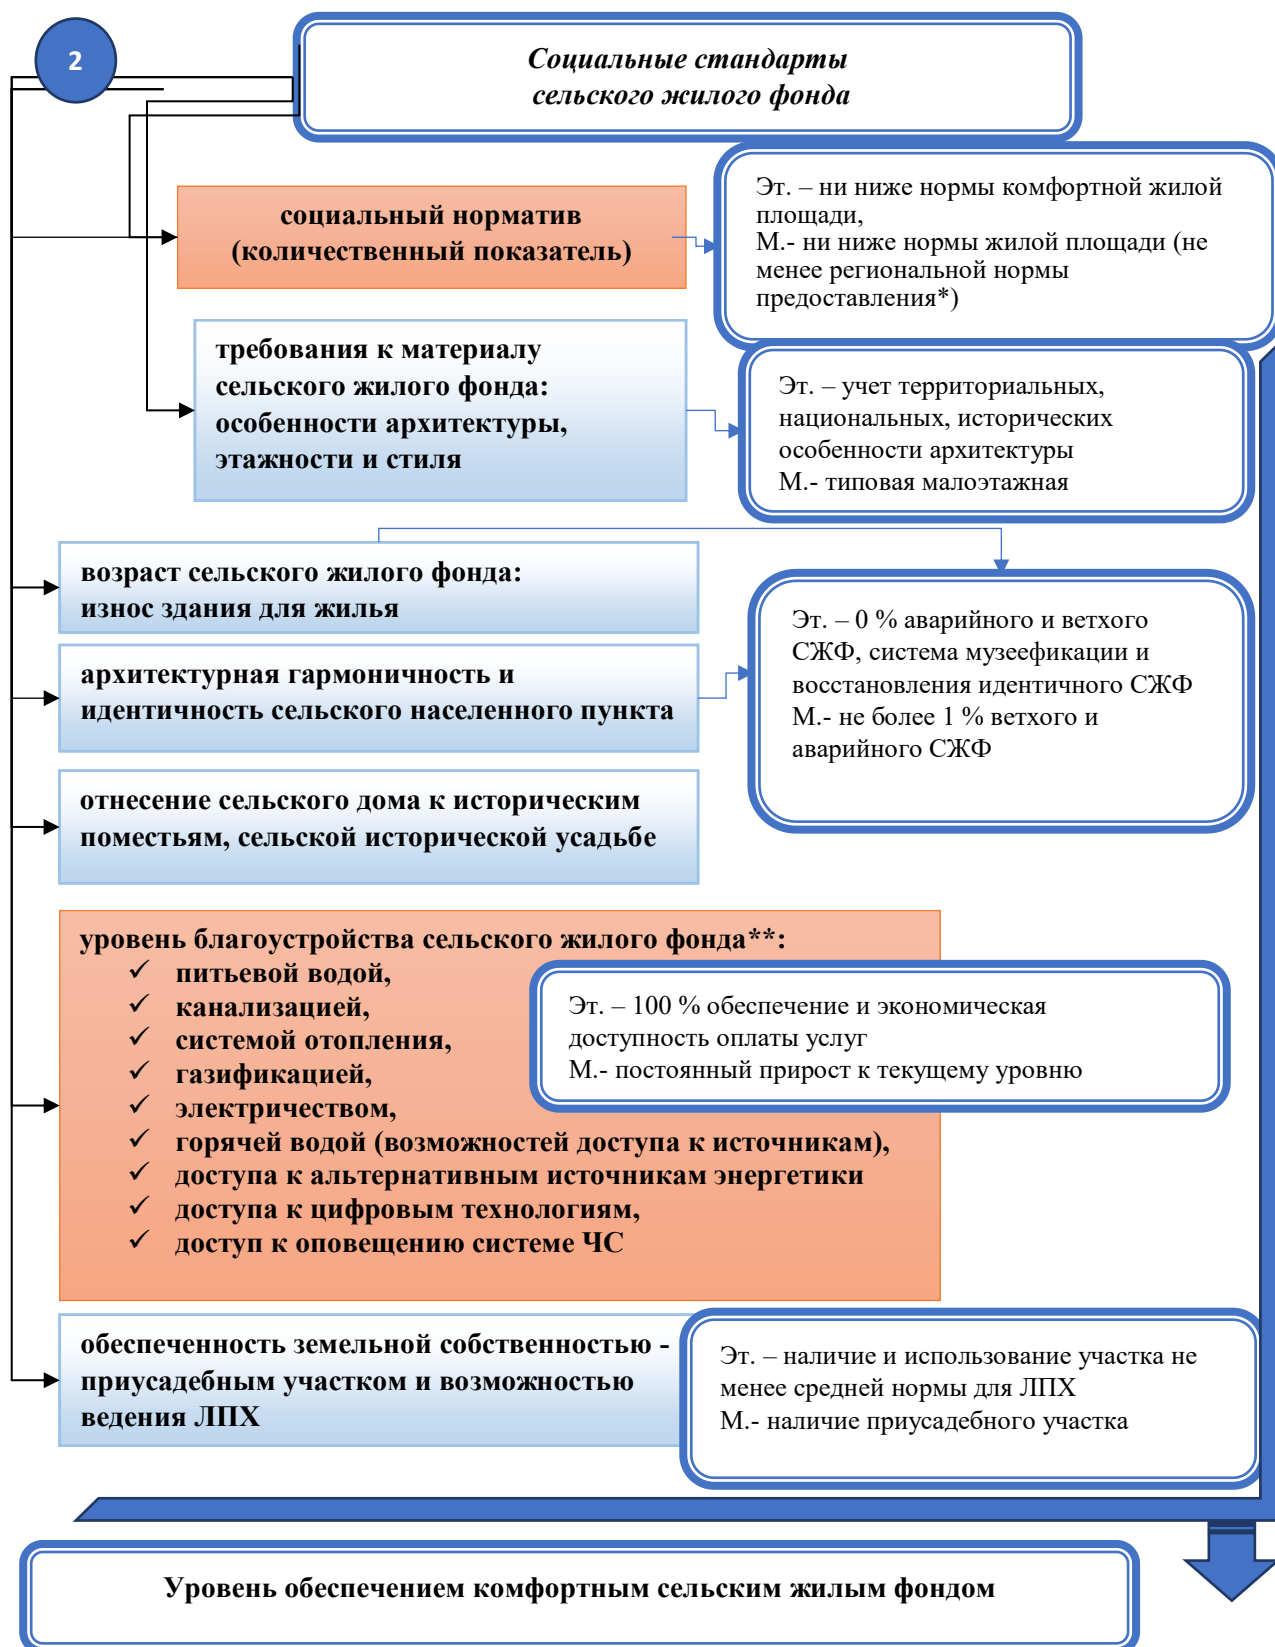 2
Социальные стандарты
сельского жилого фонда
социальный норматив
(количественный показатель)
Эт. – ни ниже нормы комфортной жилой
площади,
М.- ни ниже нормы жилой площади (не
менее региональной нормы
предоставления*)
требования к материалу
сельского жилого фонда:
особенности архитектуры,
этажности и стиля
Эт. – учет территориальных,
национальных, исторических
особенности архитектуры
М.- типовая малоэтажная
возраст сельского жилого фонда:
износ здания для жилья
архитектурная гармоничность и
идентичность сельского населенного пункта
Эт. – 0 % аварийного и ветхого
СЖФ, система музеефикации и
восстановления идентичного СЖФ
М.- не более 1 % ветхого и
аварийного СЖФ
отнесение сельского дома к историческим
поместьям, сельской исторической усадьбе
уровень благоустройства сельского жилого фонда**:
✓ питьевой водой,
✓ канализацией,
✓ системой отопления,
✓ газификацией,
✓ электричеством,
✓ горячей водой (возможностей доступа к источникам),
✓ доступа к альтернативным источникам энергетики
✓ доступа к цифровым технологиям,
✓ доступ к оповещению системе ЧС
Эт. – 100 % обеспечение и экономическая
доступность оплаты услуг
М.- постоянный прирост к текущему уровню
обеспеченность земельной собственностью -
приусадебным участком и возможностью
ведения ЛПХ
Эт. – наличие и использование участка не
менее средней нормы для ЛПХ
М.- наличие приусадебного участка
Уровень обеспечением комфортным сельским жилым фондом